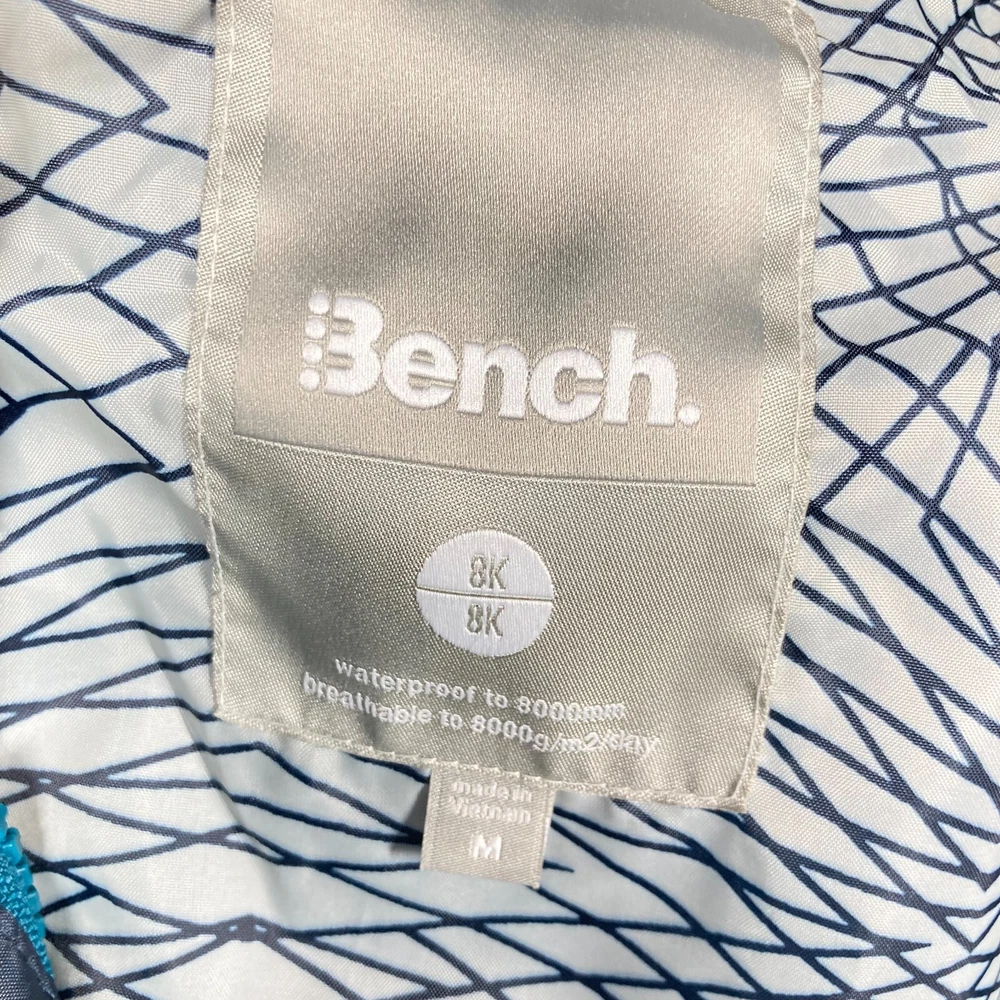 Bench.
8K
8K
waterproof to 8000mm
breathable to 8000g/m2/day
made in
Vietnam
M